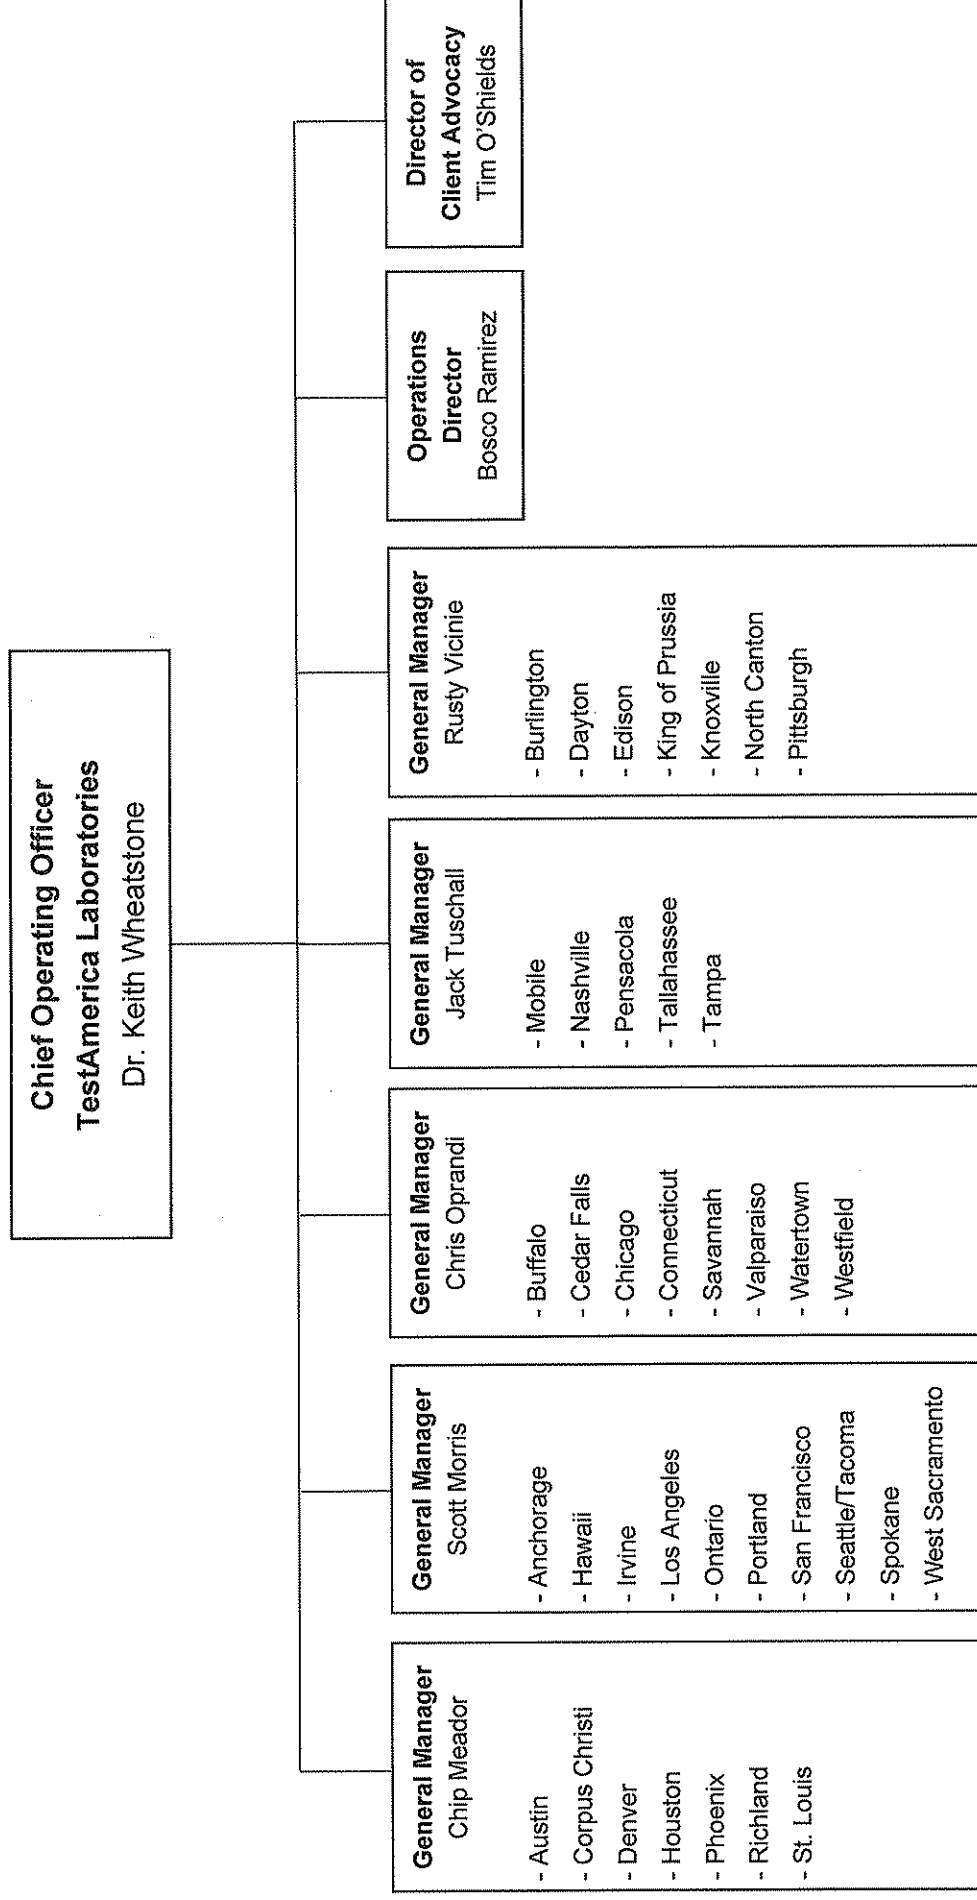 Chief Operating Officer
TestAmerica Laboratories
Dr. Keith Wheatstone
General Manager
Chip Meador
- Austin
- Corpus Christi
- Denver
- Houston
- Phoenix
- Richland
- St. Louis
General Manager
Scott Morris
- Anchorage
- Hawaii
- Irvine
- Los Angeles
- Ontario
- Portland
- San Francisco
- Seattle/Tacoma
- Spokane
- West Sacramento
General Manager
Chris Oprandi
- Buffalo
- Cedar Falls
- Chicago
- Connecticut
- Savannah
- Valparaiso
- Watertown
- Westfield
General Manager
Jack Tuschall
- Mobile
- Nashville
- Pensacola
- Tallahassee
- Tampa
General Manager
Rusty Vicinie
- Burlington
- Dayton
- Edison
- King of Prussia
- Knoxville
- North Canton
- Pittsburgh
Operations
Director
Bosco Ramirez
Director of
Client Advocacy
Tim O'Shields